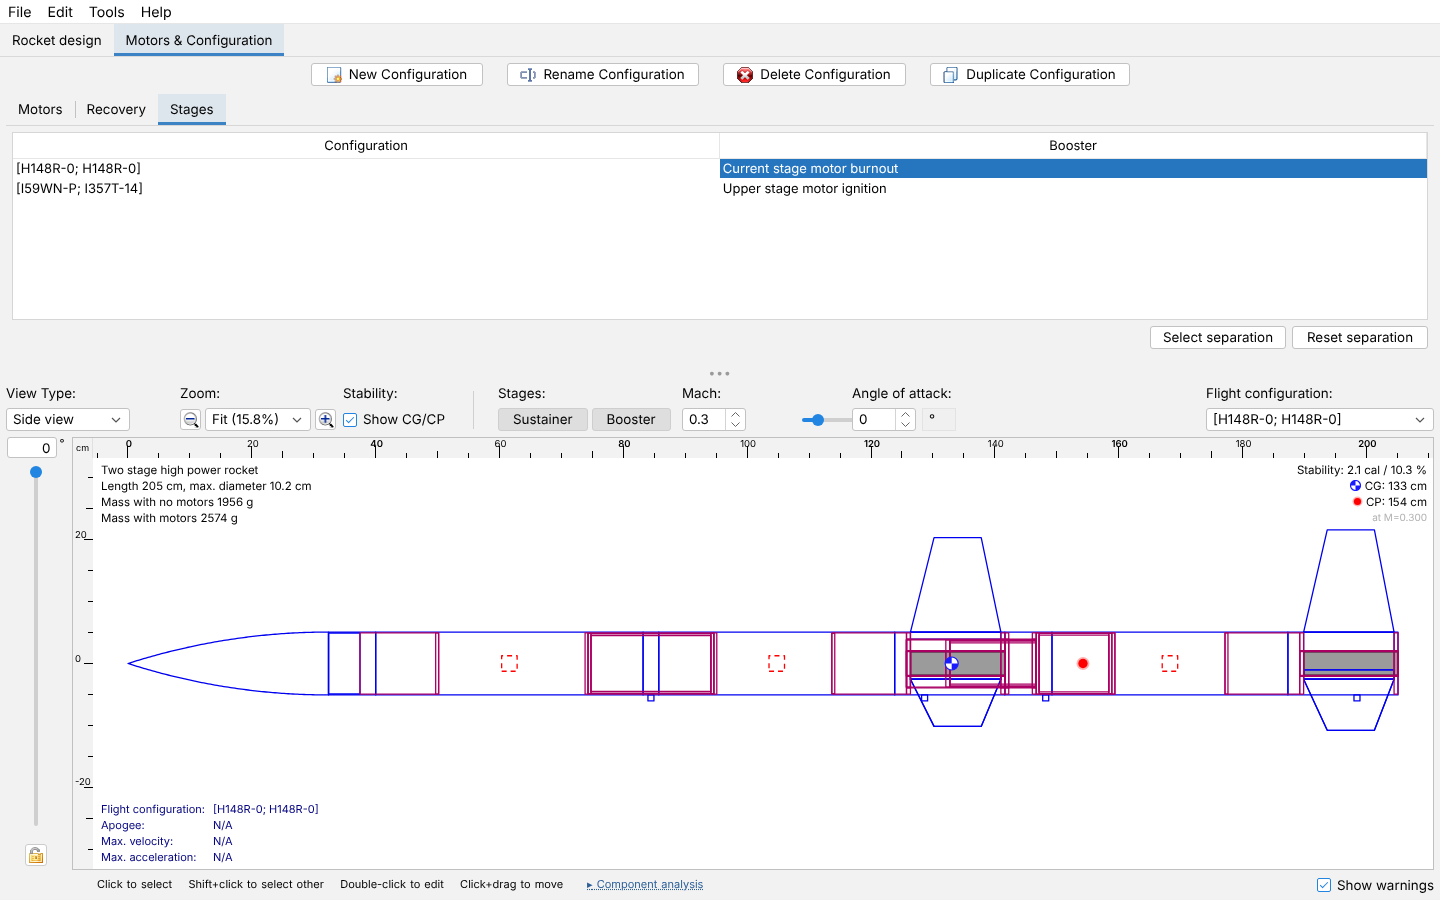 File Edit Tools Help
Rocket design Motors & Configuration
New Configuration Rename Configuration Delete Configuration Duplicate Configuration
Motors Recovery Stages
Configuration Booster
[H148R-0; H148R-0] Current stage motor burnout
[I59WN-P; I357T-14] Upper stage motor ignition
Select separation Reset separation
View Type: Zoom: Stability: Stages: Mach: Angle of attack: Flight configuration:
Side view Fit (15.8%) Show CG/CP Sustainer Booster 0.3 0 ° [H148R-0; H148R-0]
0 ° cm 0 20 40 60 80 100 120 140 160 180 200
Two stage high power rocket
Length 205 cm, max. diameter 10.2 cm
Mass with no motors 1956 g
Mass with motors 2574 g
Stability: 2.1 cal / 10.3 %
CG: 133 cm
CP: 154 cm
at M=0.300
20
0
-20
Flight configuration: [H148R-0; H148R-0]
Apogee: N/A
Max. velocity: N/A
Max. acceleration: N/A
Click to select Shift+click to select other Double-click to edit Click+drag to move ▸ Component analysis Show warnings